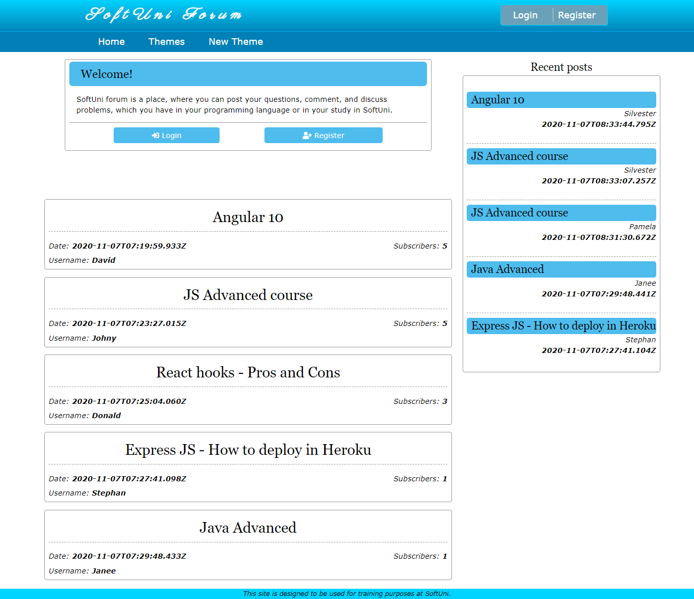 SoftUni Forum
Login
Register
Home
Themes
New Theme
Welcome!
SoftUni forum is a place, where you can post your questions, comment, and discuss
problems, which you have in your programming language or in your study in SoftUni.
Login
Register
Angular 10
Date: 2020-11-07T07:19:59.933Z
Subscribers: 5
Username: David
JS Advanced course
Date: 2020-11-07T07:23:27.015Z
Subscribers: 5
Username: Johny
React hooks - Pros and Cons
Date: 2020-11-07T07:25:04.060Z
Subscribers: 3
Username: Donald
Express JS - How to deploy in Heroku
Date: 2020-11-07T07:27:41.098Z
Subscribers: 1
Username: Stephan
Java Advanced
Date: 2020-11-07T07:29:48.433Z
Subscribers: 1
Username: Janee
Recent posts
Angular 10
Silvester
2020-11-07T08:33:44.795Z
JS Advanced course
Silvester
2020-11-07T08:33:07.257Z
JS Advanced course
Pamela
2020-11-07T08:31:30.672Z
Java Advanced
Janee
2020-11-07T07:29:48.441Z
Express JS - How to deploy in Heroku
Stephan
2020-11-07T07:27:41.104Z
This site is designed to be used for training purposes at SoftUni.